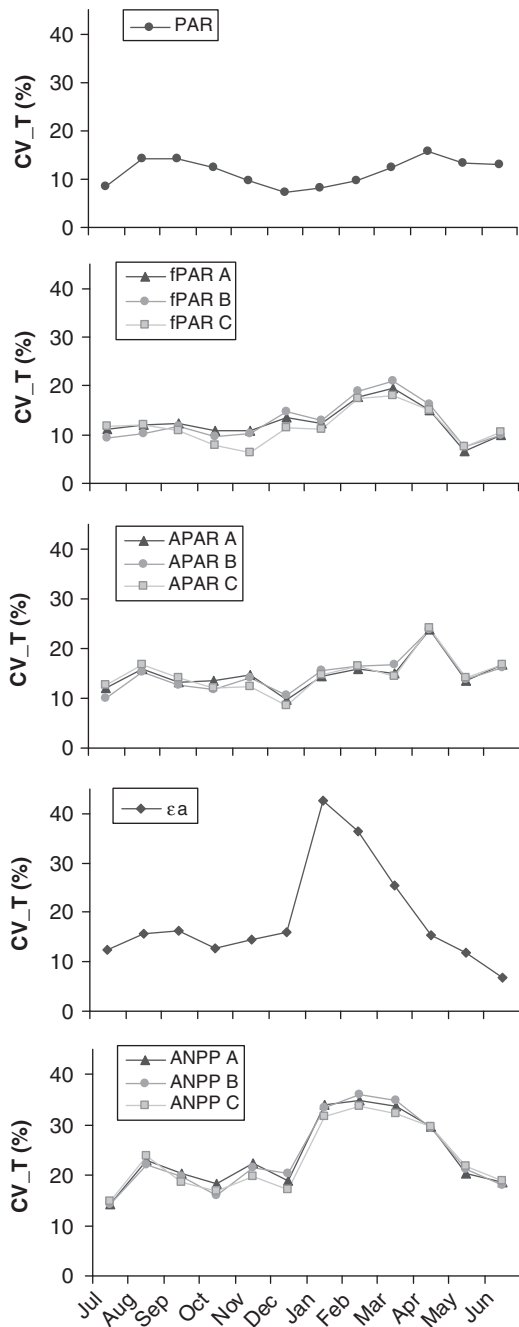 PAR
CV_T (%)
40
30
20
10
0
fPAR A
fPAR B
fPAR C
CV_T (%)
40
30
20
10
0
APAR A
APAR B
APAR C
CV_T (%)
40
30
20
10
0
εa
CV_T (%)
40
30
20
10
0
ANPP A
ANPP B
ANPP C
CV_T (%)
40
30
20
10
0
Jul Aug Sep Oct Nov Dec Jan Feb Mar Apr May Jun